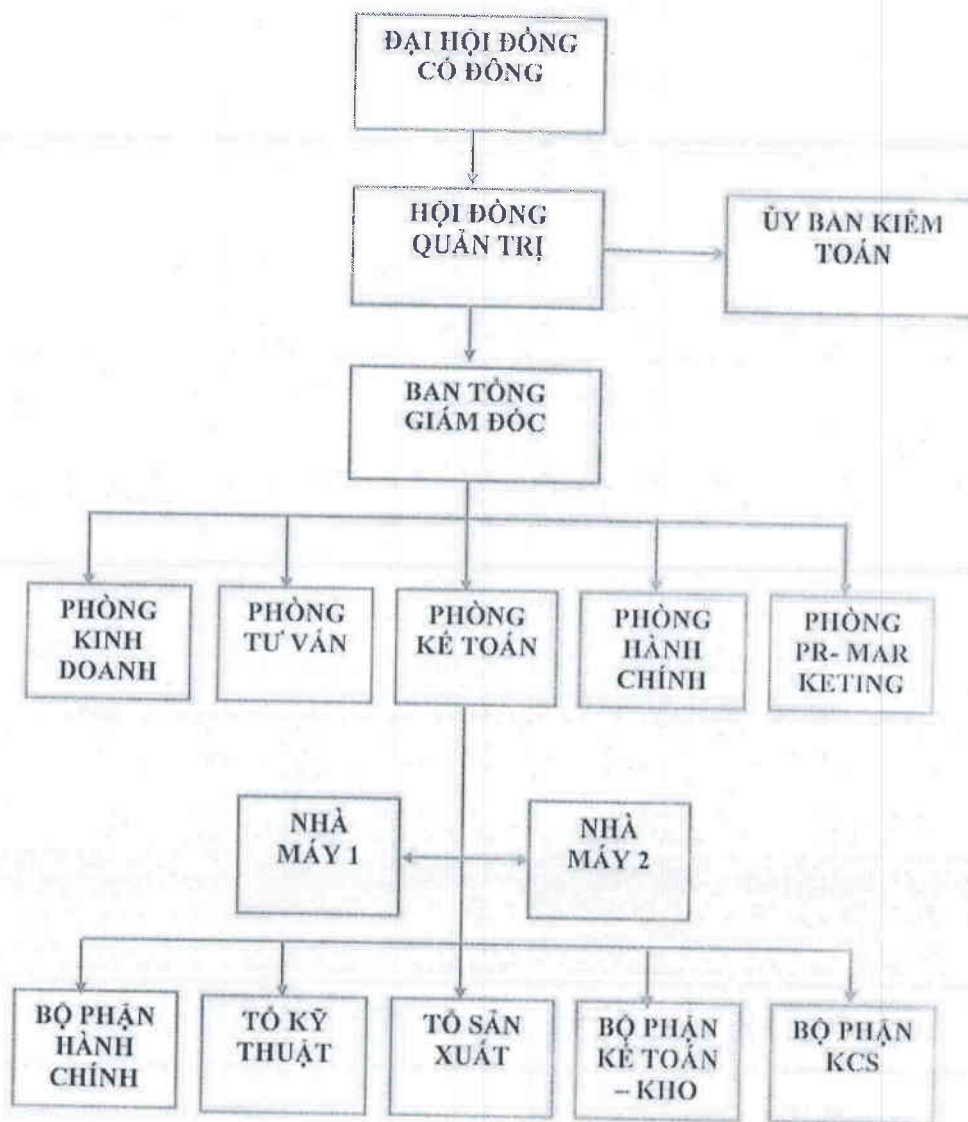 ĐẠI HỘI ĐỒNG
CỔ ĐÔNG
HỘI ĐỒNG
QUẢN TRỊ
ỦY BAN KIỂM
TOÁN
BAN TỔNG
GIÁM ĐỐC
PHÒNG
KINH
DOANH
PHÒNG
TƯ VẤN
PHÒNG
KẾ TOÁN
PHÒNG
HÀNH
CHÍNH
PHÒNG
PR- MAR
KETING
NHÀ
MÁY 1
NHÀ
MÁY 2
BỘ PHẬN
HÀNH
CHÍNH
TỔ KỸ
THUẬT
TỔ SẢN
XUẤT
BỘ PHẬN
KẾ TOÁN
– KHO
BỘ PHẬN
KCS